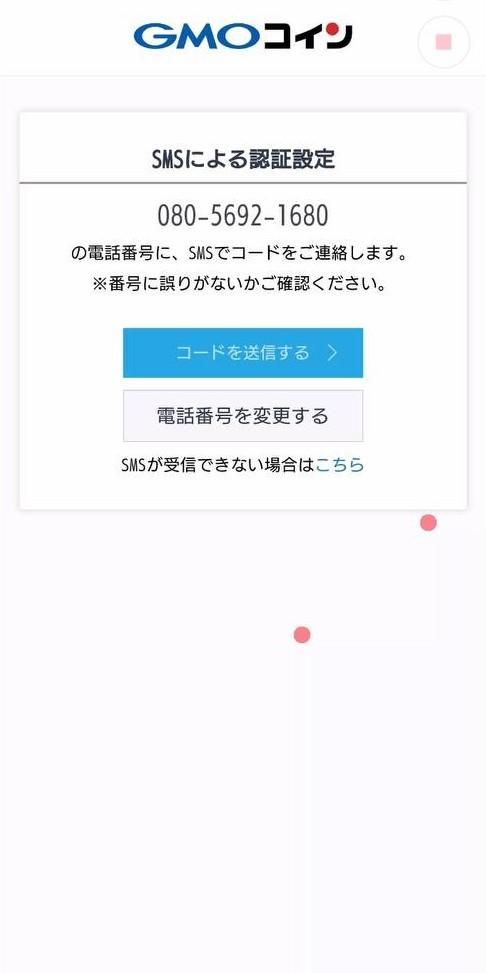 GMOコイン
SMSによる認証設定
080-5692-1680
の電話番号に、SMSでコードをご連絡します。
※番号に誤りがないかご確認ください。
コードを送信する
電話番号を変更する
SMSが受信できない場合はこちら